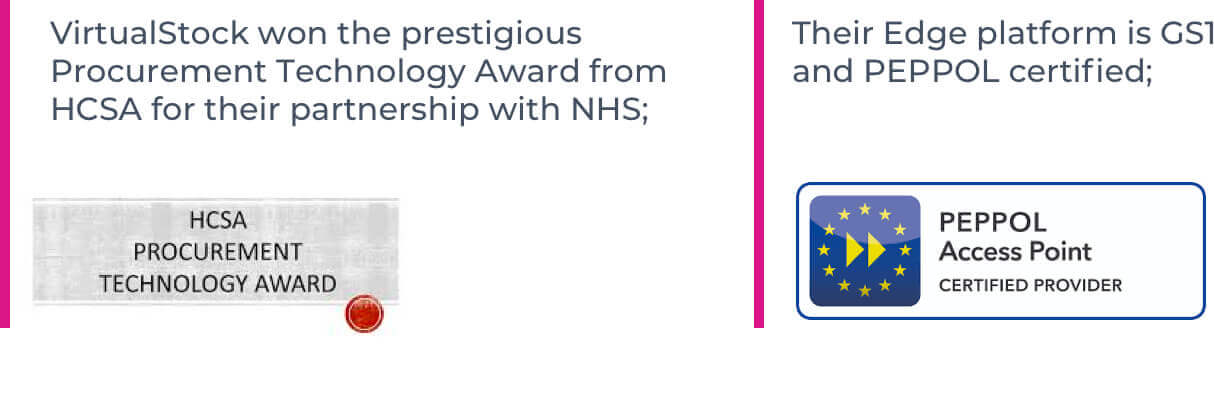 VirtualStock won the prestigious
Procurement Technology Award from
HCSA for their partnership with NHS;
HCSA
PROCUREMENT
TECHNOLOGY AWARD
Their Edge platform is GS1
and PEPPOL certified;
PEPPOL
Access Point
CERTIFIED PROVIDER